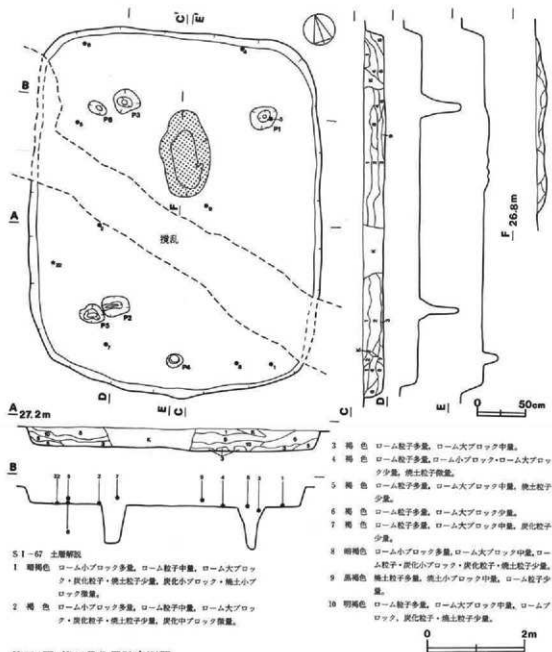 C'
E'
B
P6
P3
P1
A
F
撹乱
P5
P2
P4
D
E
C
A 27.2m
K
B
C
D
E
F 26.8m
0 50cm
SI-67 土層解説
1 暗褐色 ローム小ブロック多量，ローム粒子中量，ローム大ブロッ
ク・炭化粒子・焼土粒子少量，炭化小ブロック・焼土小ブ
ロック微量。
2 褐 色 ローム小ブロック多量，ローム粒子中量，ローム大ブロッ
ク・炭化粒子・焼土粒子少量，炭化中ブロック微量。
3 褐 色 ローム粒子多量，ローム大ブロック中量。
4 褐 色 ローム粒子多量，ローム小ブロック・ローム大ブロッ
ク少量，焼土粒子微量。
5 褐 色 ローム粒子多量，ローム大ブロック中量，焼土粒子
少量。
6 褐 色 ローム粒子多量，ローム大ブロック少量。
7 褐 色 ローム粒子多量，ローム大ブロック中量，炭化粒子
少量。
8 暗褐色 ローム小ブロック多量，ローム大ブロック中量，ロー
ム粒子・炭化小ブロック・炭化粒子・焼土粒子少量。
9 黒褐色 焼土粒子多量，焼土小ブロック中量，ローム粒子少
量。
10 明褐色 ローム粒子多量，ローム大ブロック中量，ロームブ
ロック，炭化粒子・焼土粒子少量。
0 2m